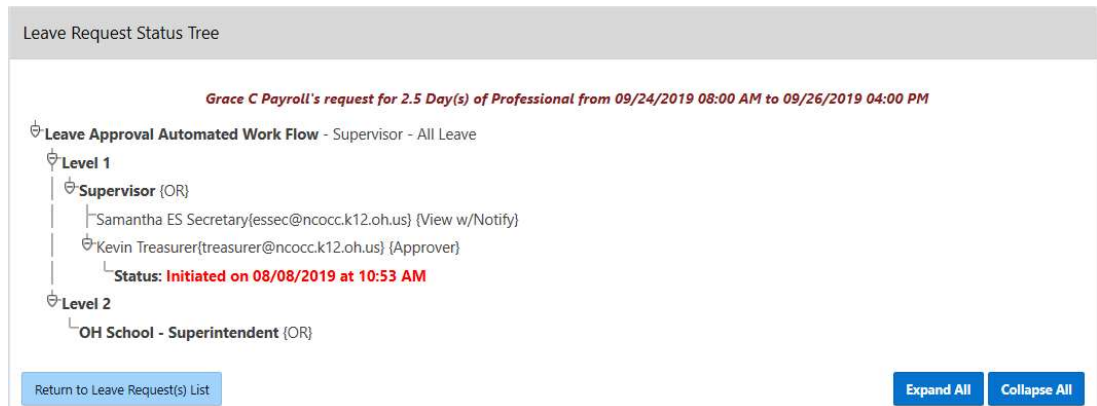 Leave Request Status Tree
Grace C Payroll's request for 2.5 Day(s) of Professional from 09/24/2019 08:00 AM to 09/26/2019 04:00 PM
Leave Approval Automated Work Flow - Supervisor - All Leave
Level 1
Supervisor {OR}
Samantha ES Secretary{essec@ncocc.k12.oh.us} {View w/Notify}
Kevin Treasurer{treasurer@ncocc.k12.oh.us} {Approver}
Status: Initiated on 08/08/2019 at 10:53 AM
Level 2
OH School - Superintendent {OR}
Return to Leave Request(s) List Expand All Collapse All